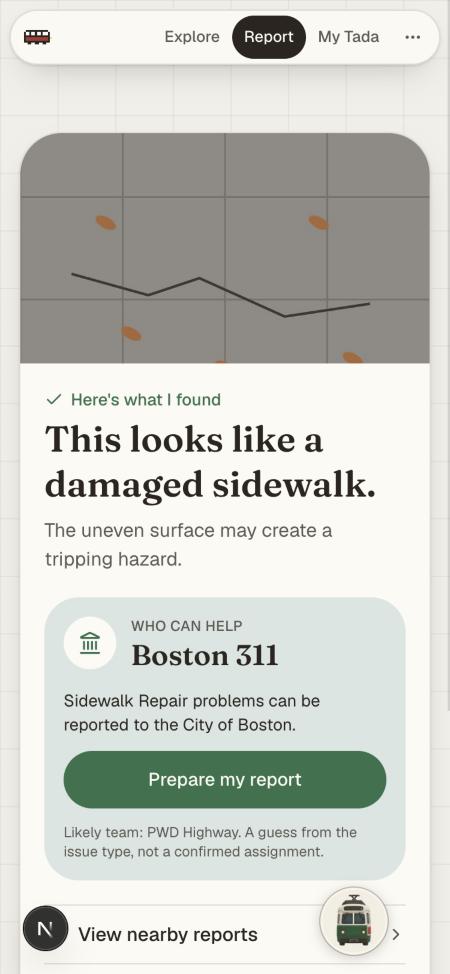 Explore Report My Tada
Here's what I found
This looks like a
damaged sidewalk.
The uneven surface may create a
tripping hazard.
WHO CAN HELP
Boston 311
Sidewalk Repair problems can be
reported to the City of Boston.
Prepare my report
Likely team: PWD Highway. A guess from the
issue type, not a confirmed assignment.
N
View nearby reports